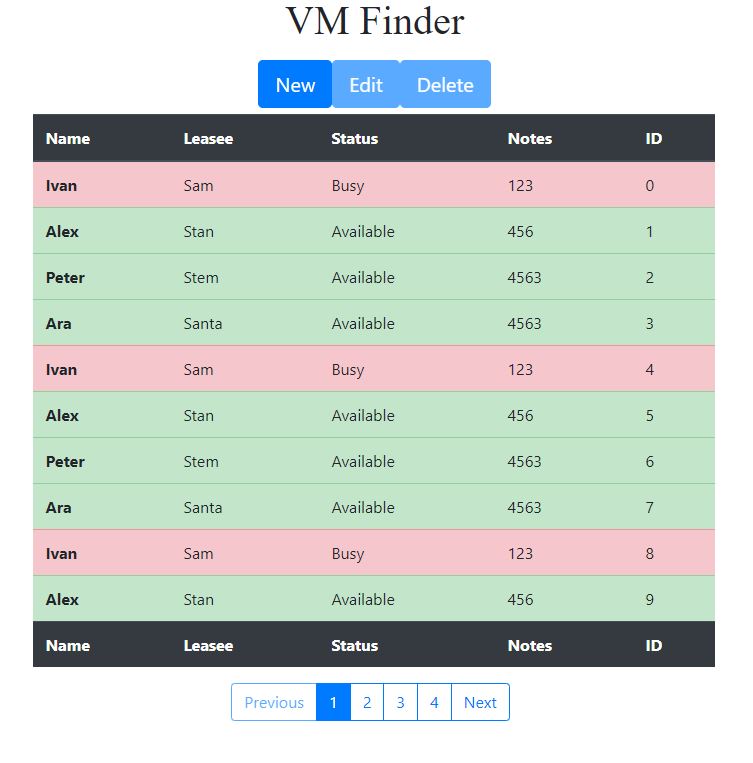 VM Finder
New Edit Delete
Name Leasee Status Notes ID
Ivan Sam Busy 123 0
Alex Stan Available 456 1
Peter Stem Available 4563 2
Ara Santa Available 4563 3
Ivan Sam Busy 123 4
Alex Stan Available 456 5
Peter Stem Available 4563 6
Ara Santa Available 4563 7
Ivan Sam Busy 123 8
Alex Stan Available 456 9
Name Leasee Status Notes ID
Previous 1 2 3 4 Next